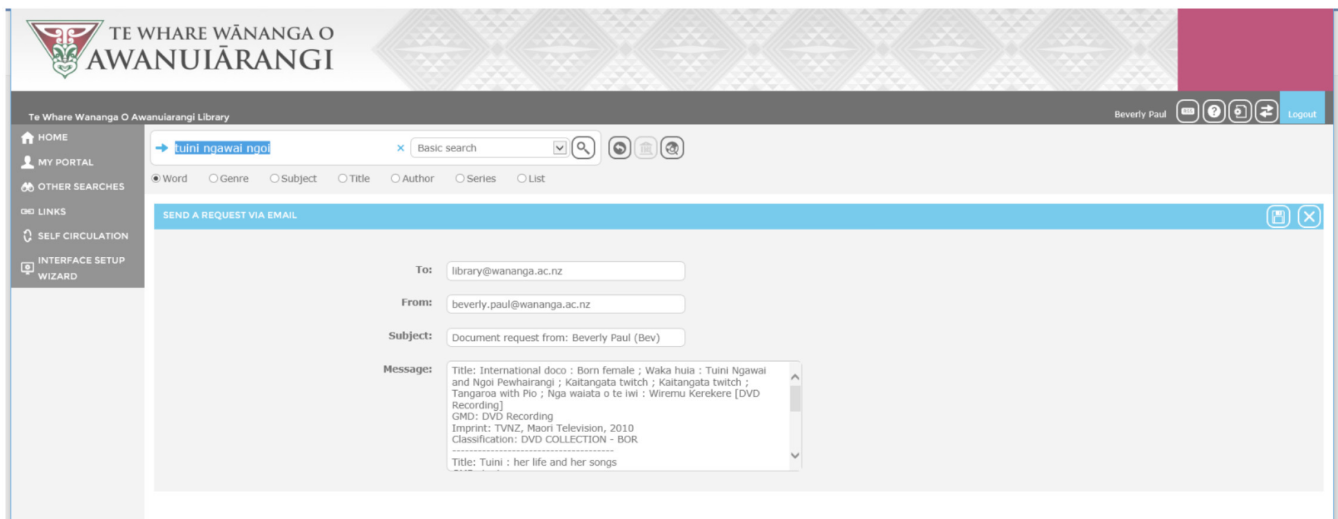 TE WHARE WĀNANGA O
AWANUIĀRANGI
Te Whare Wananga O Awanuiarangi Library
Beverly Paul
Logout
HOME
MY PORTAL
OTHER SEARCHES
LINKS
SELF CIRCULATION
INTERFACE SETUP
WIZARD
tuini ngawai ngoi
Basic search
Word Genre Subject Title Author Series List
SEND A REQUEST VIA EMAIL
To: library@wananga.ac.nz
From: beverly.paul@wananga.ac.nz
Subject: Document request from: Beverly Paul (Bev)
Message: Title: International doco : Born female ; Waka huia : Tuini Ngawai
and Ngoi Pewhairangi ; Kaitangata twitch ; Kaitangata twitch ;
Tangaroa with Pio ; Nga waiata o te iwi : Wiremu Kerekere [DVD
Recording]
GMD: DVD Recording
Imprint: TVNZ, Maori Television, 2010
Classification: DVD COLLECTION - BOR
-------------------------------------
Title: Tuini : her life and her songs